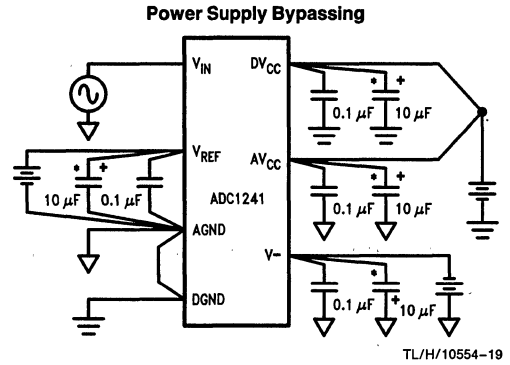 Power Supply Bypassing
V_IN
DV_CC
*
+
0.1 µF
10 µF
V_REF
*
+
10 µF
0.1 µF
AV_CC
*
+
ADC1241
0.1 µF
10 µF
AGND
V-
*
0.1 µF
+
10 µF
DGND
TL/H/10554-19